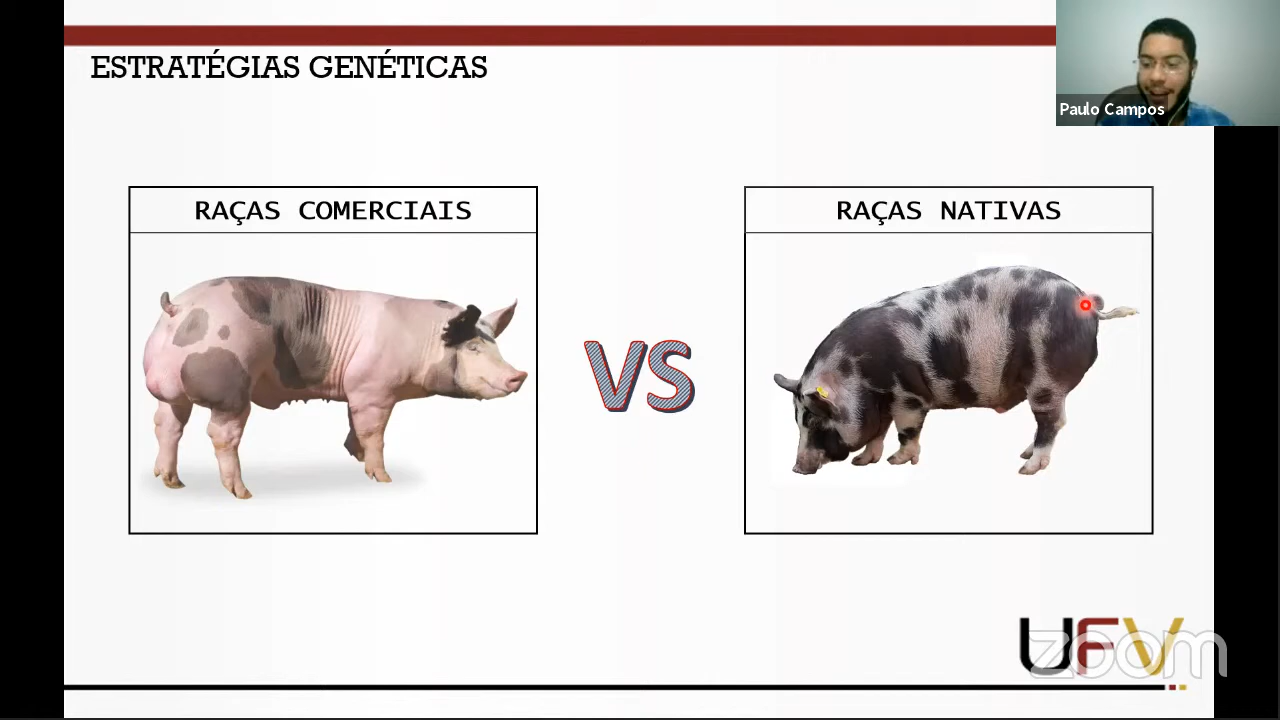 ESTRATÉGIAS GENÉTICAS
Paulo Campos
RAÇAS COMERCIAIS
RAÇAS NATIVAS
VS
UFV
zoom